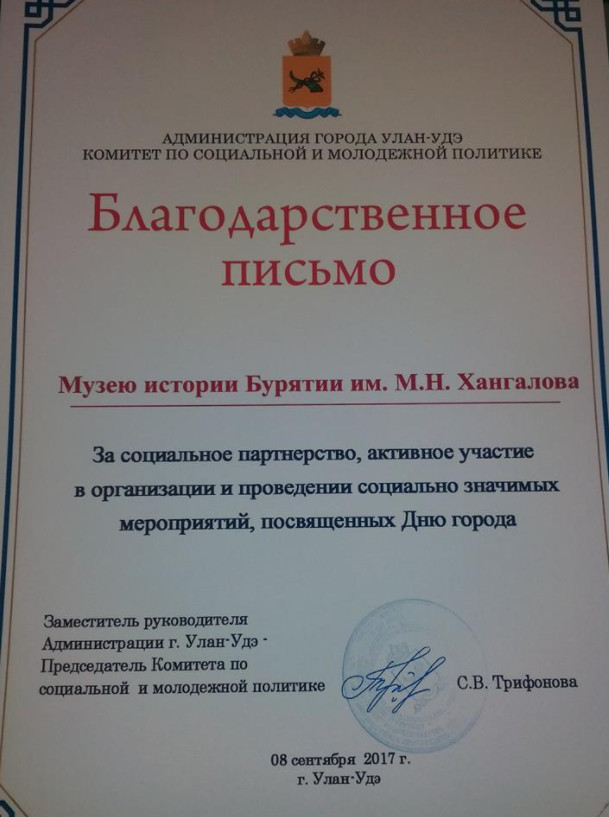 АДМИНИСТРАЦИЯ ГОРОДА УЛАН-УДЭ
КОМИТЕТ ПО СОЦИАЛЬНОЙ И МОЛОДЕЖНОЙ ПОЛИТИКЕ
Благодарственное
письмо
Музею истории Бурятии им. М.Н. Хангалова
За социальное партнерство, активное участие
в организации и проведении социально значимых
мероприятий, посвященных Дню города
Заместитель руководителя
Администрации г. Улан-Удэ -
Председатель Комитета по
социальной и молодежной политике
С.В. Трифонова
08 сентября 2017 г.
г. Улан-Удэ